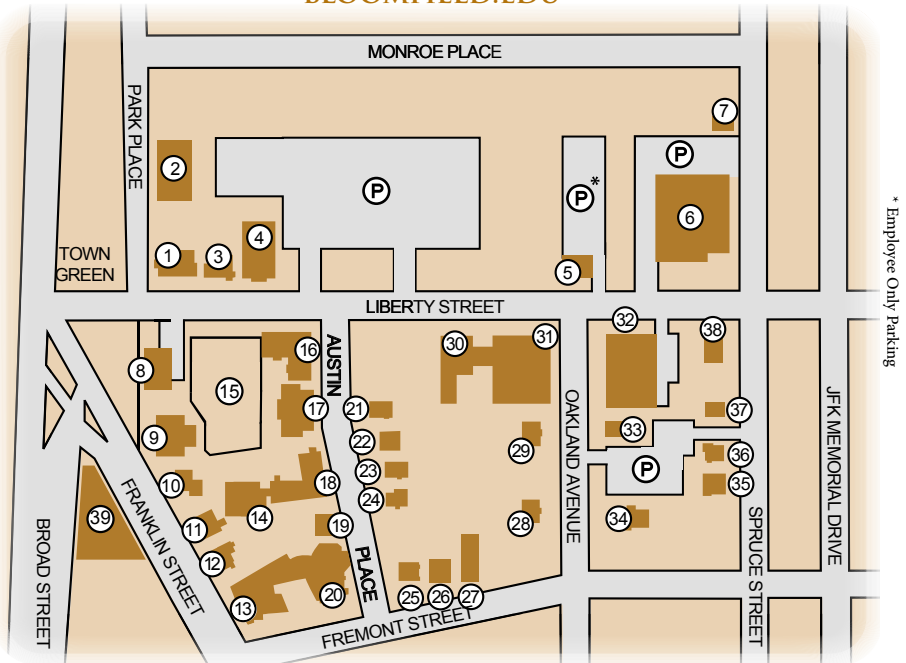 BLOOMFIELD.EDU
MONROE PLACE
PARK PLACE
7
2
P
P
P*
6
4
1
3
5
TOWN
GREEN
* Employee Only Parking
LIBERTY STREET
32
38
8
16
AUSTIN
30
31
15
17
21
37
OAKLAND AVENUE
JFK MEMORIAL DRIVE
9
22
29
33
36
23
P
10
18
24
35
FRANKLIN STREET
39
14
11
19
28
34
BROAD STREET
12
PLACE
SPRUCE STREET
13
20
25
26
27
FREMONT STREET